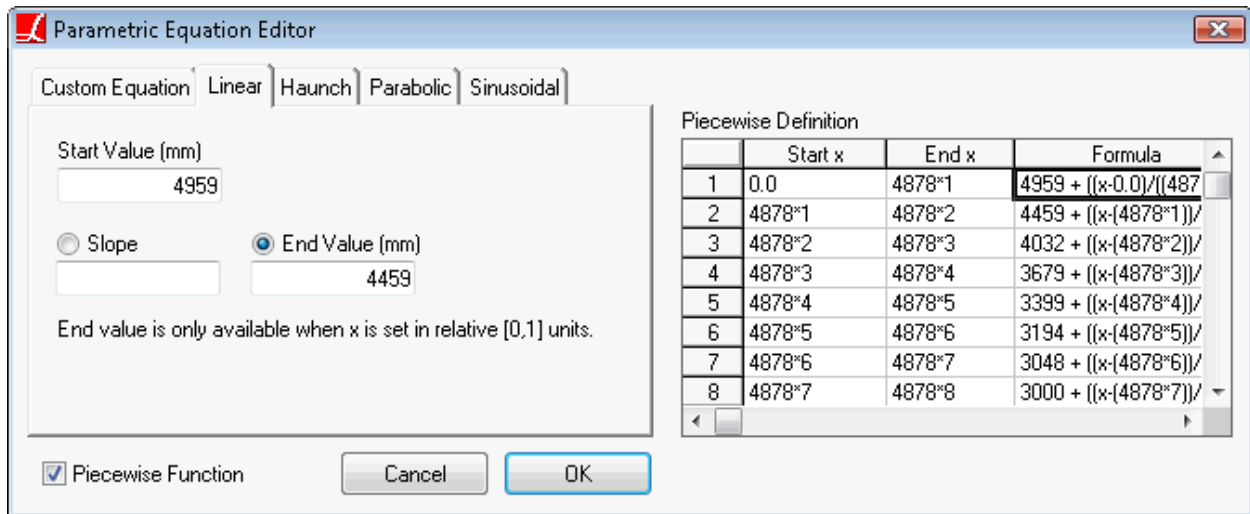 Parametric Equation Editor
Custom Equation Linear Haunch Parabolic Sinusoidal
Start Value (mm)
4959
Slope End Value (mm)
4459
End value is only available when x is set in relative [0,1] units.
Piecewise Function Cancel OK
Piecewise Definition
Start x End x Formula
1 0.0 4878*1 4959 + ((x-0.0)/((487
2 4878*1 4878*2 4459 + ((x-(4878*1))/
3 4878*2 4878*3 4032 + ((x-(4878*2))/
4 4878*3 4878*4 3679 + ((x-(4878*3))/
5 4878*4 4878*5 3399 + ((x-(4878*4))/
6 4878*5 4878*6 3194 + ((x-(4878*5))/
7 4878*6 4878*7 3048 + ((x-(4878*6))/
8 4878*7 4878*8 3000 + ((x-(4878*7))/